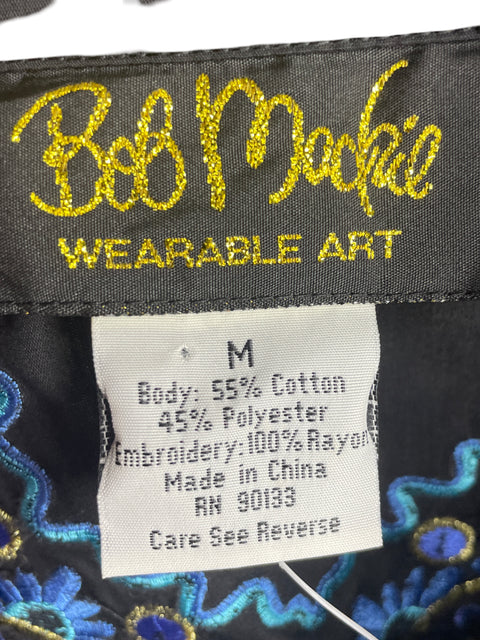 Bob Mackie
WEARABLE ART
M
Body: 55% Cotton
45% Polyester
Embroidery:100% Rayon
Made in China
RN 90133
Care See Reverse